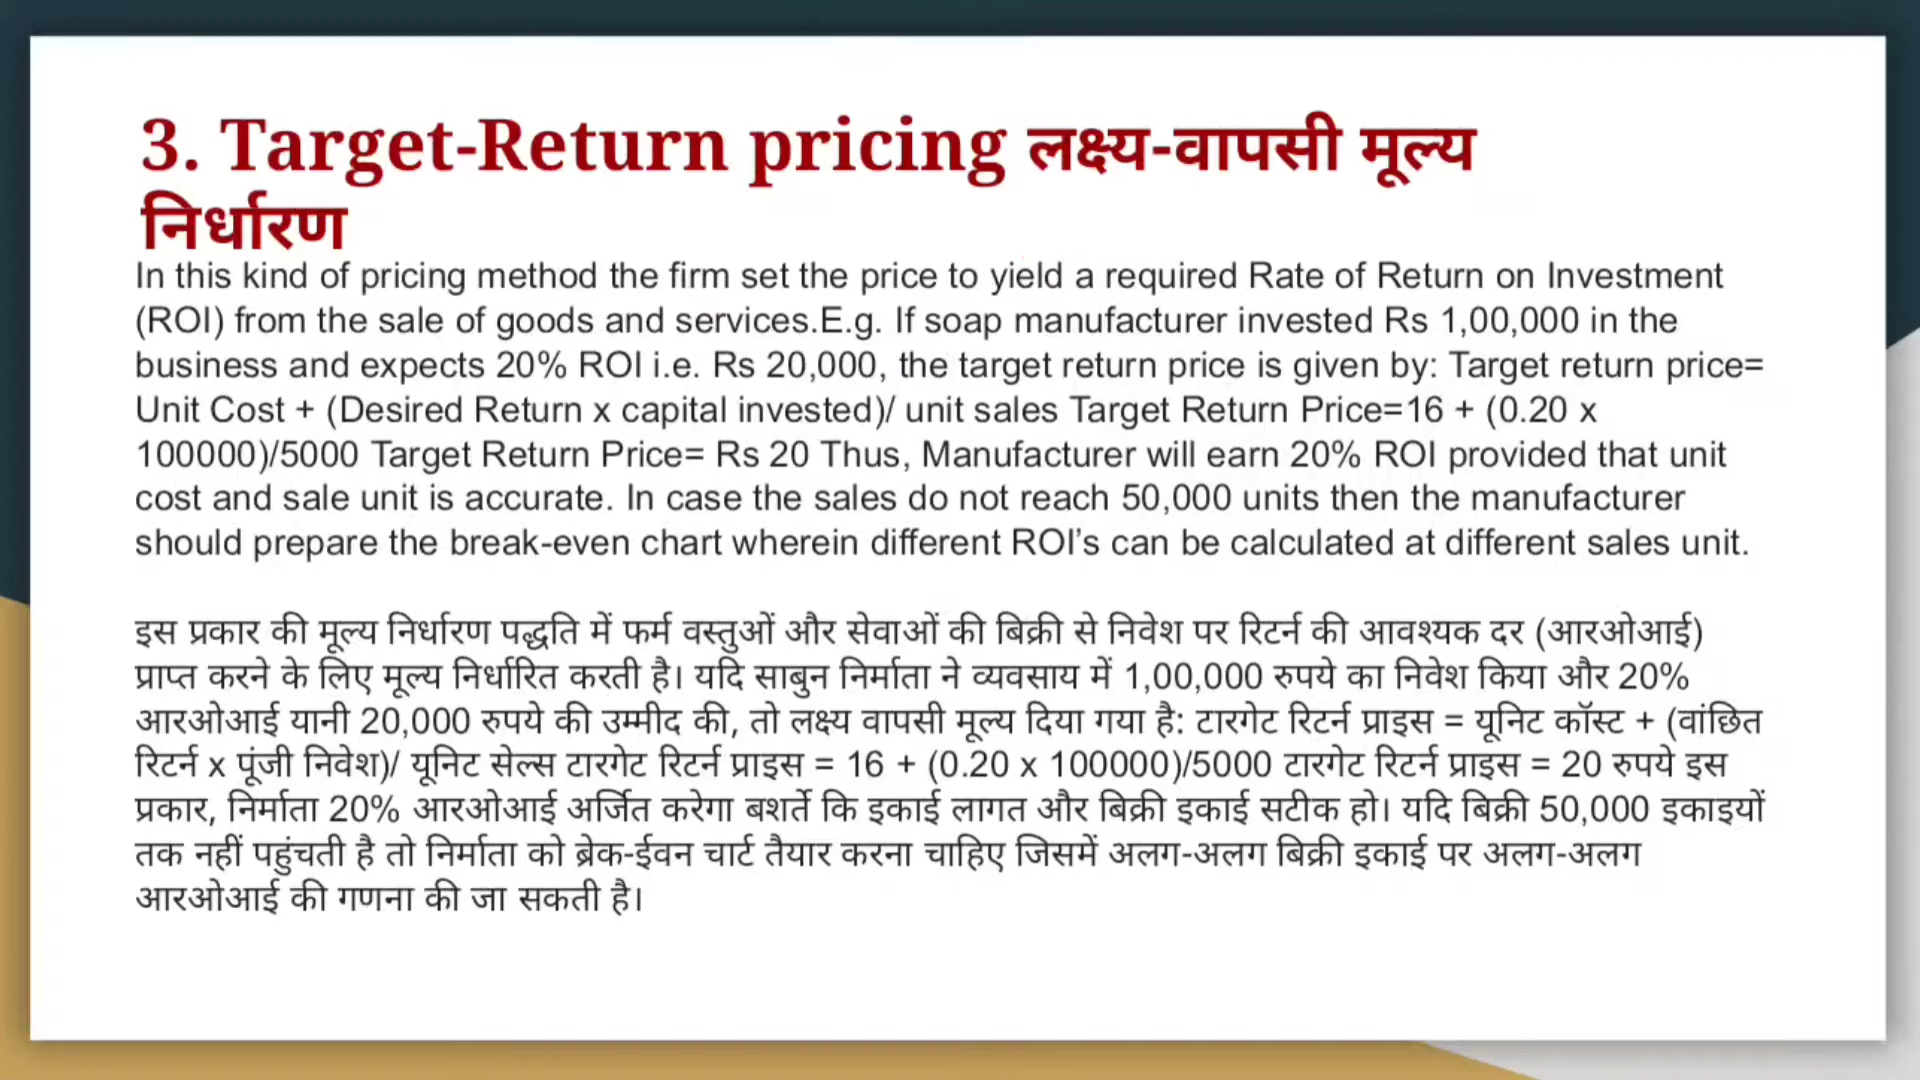 3. Target-Return pricing लक्ष्य-वापसी मूल्य
निर्धारण
In this kind of pricing method the firm set the price to yield a required Rate of Return on Investment
(ROI) from the sale of goods and services.E.g. If soap manufacturer invested Rs 1,00,000 in the
business and expects 20% ROI i.e. Rs 20,000, the target return price is given by: Target return price=
Unit Cost + (Desired Return x capital invested)/ unit sales Target Return Price=16 + (0.20 x
100000)/5000 Target Return Price= Rs 20 Thus, Manufacturer will earn 20% ROI provided that unit
cost and sale unit is accurate. In case the sales do not reach 50,000 units then the manufacturer
should prepare the break-even chart wherein different ROI’s can be calculated at different sales unit.
इस प्रकार की मूल्य निर्धारण पद्धति में फर्म वस्तुओं और सेवाओं की बिक्री से निवेश पर रिटर्न की आवश्यक दर (आरओआई)
प्राप्त करने के लिए मूल्य निर्धारित करती है। यदि साबुन निर्माता ने व्यवसाय में 1,00,000 रुपये का निवेश किया और 20%
आरओआई यानी 20,000 रुपये की उम्मीद की, तो लक्ष्य वापसी मूल्य दिया गया है: टारगेट रिटर्न प्राइस = यूनिट कॉस्ट + (वांछित
रिटर्न x पूंजी निवेश)/ यूनिट सेल्स टारगेट रिटर्न प्राइस = 16 + (0.20 x 100000)/5000 टारगेट रिटर्न प्राइस = 20 रुपये इस
प्रकार, निर्माता 20% आरओआई अर्जित करेगा बशर्ते कि इकाई लागत और बिक्री इकाई सटीक हो। यदि बिक्री 50,000 इकाइयों
तक नहीं पहुंचती है तो निर्माता को ब्रेक-ईवन चार्ट तैयार करना चाहिए जिसमें अलग-अलग बिक्री इकाई पर अलग-अलग
आरओआई की गणना की जा सकती है।